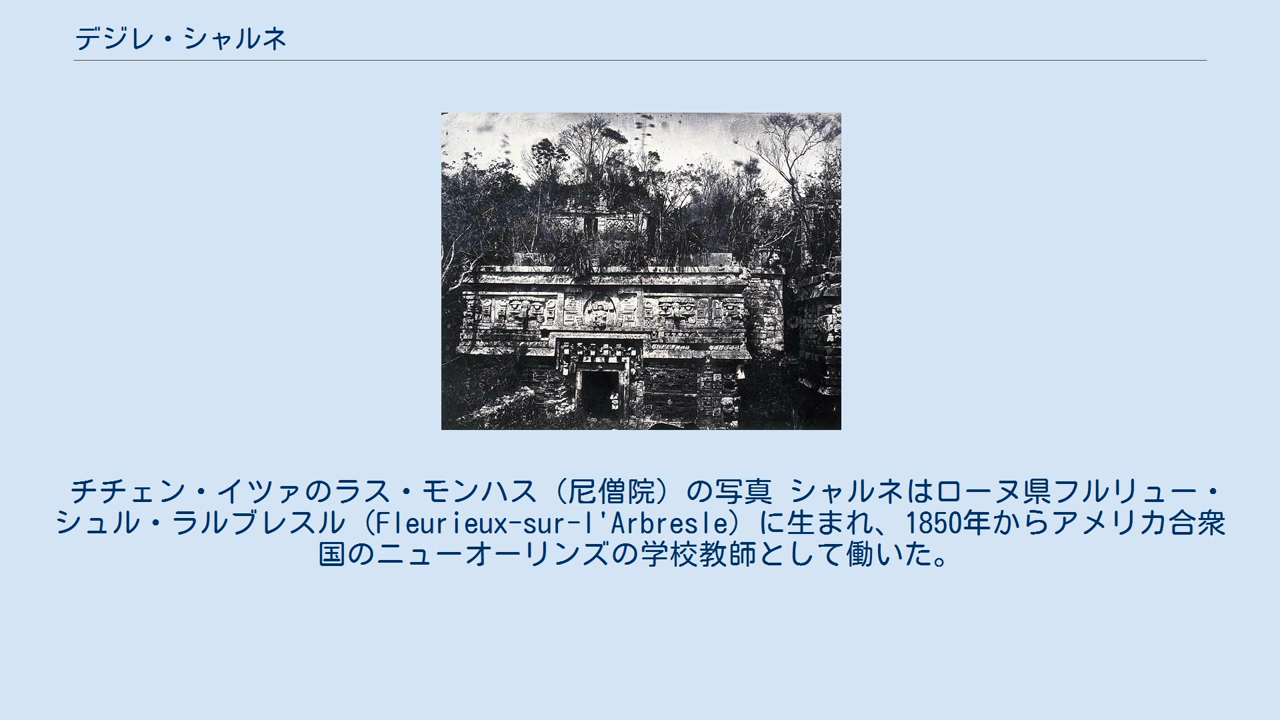 デジレ・シャルネ
チチェン・イツァのラス・モンハス（尼僧院）の写真 シャルネはローヌ県フルリュー・
シュル・ラルブレスル（Fleurieux-sur-l'Arbresle）に生まれ、1850年からアメリカ合衆
国のニューオーリンズの学校教師として働いた。